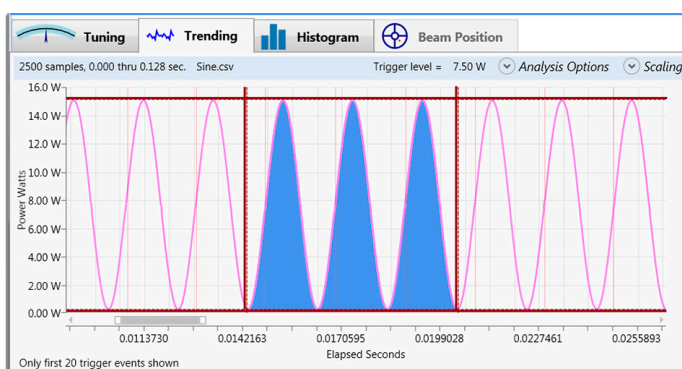 Tuning Trending Histogram Beam Position
2500 samples, 0.000 thru 0.128 sec. Sine.csv Trigger level = 7.50 W Analysis Options Scaling
16.0 W
14.0 W
12.0 W
10.0 W
8.00 W
6.00 W
4.00 W
2.00 W
0.00 W
Power Watts
0.0113730 0.0142163 0.0170595 0.0199028 0.0227461 0.0255893
Elapsed Seconds
Only first 20 trigger events shown